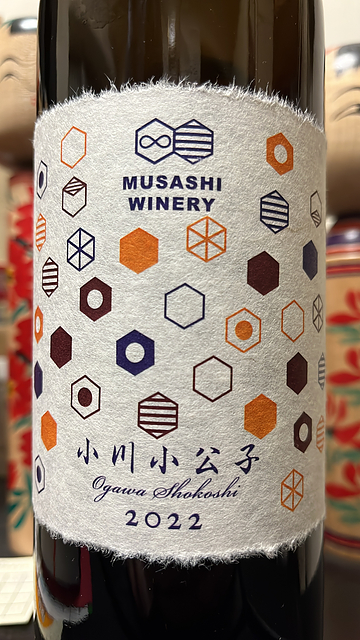 MUSASHI
WINERY
小川小公子
Ogawa Shokoshi
2022